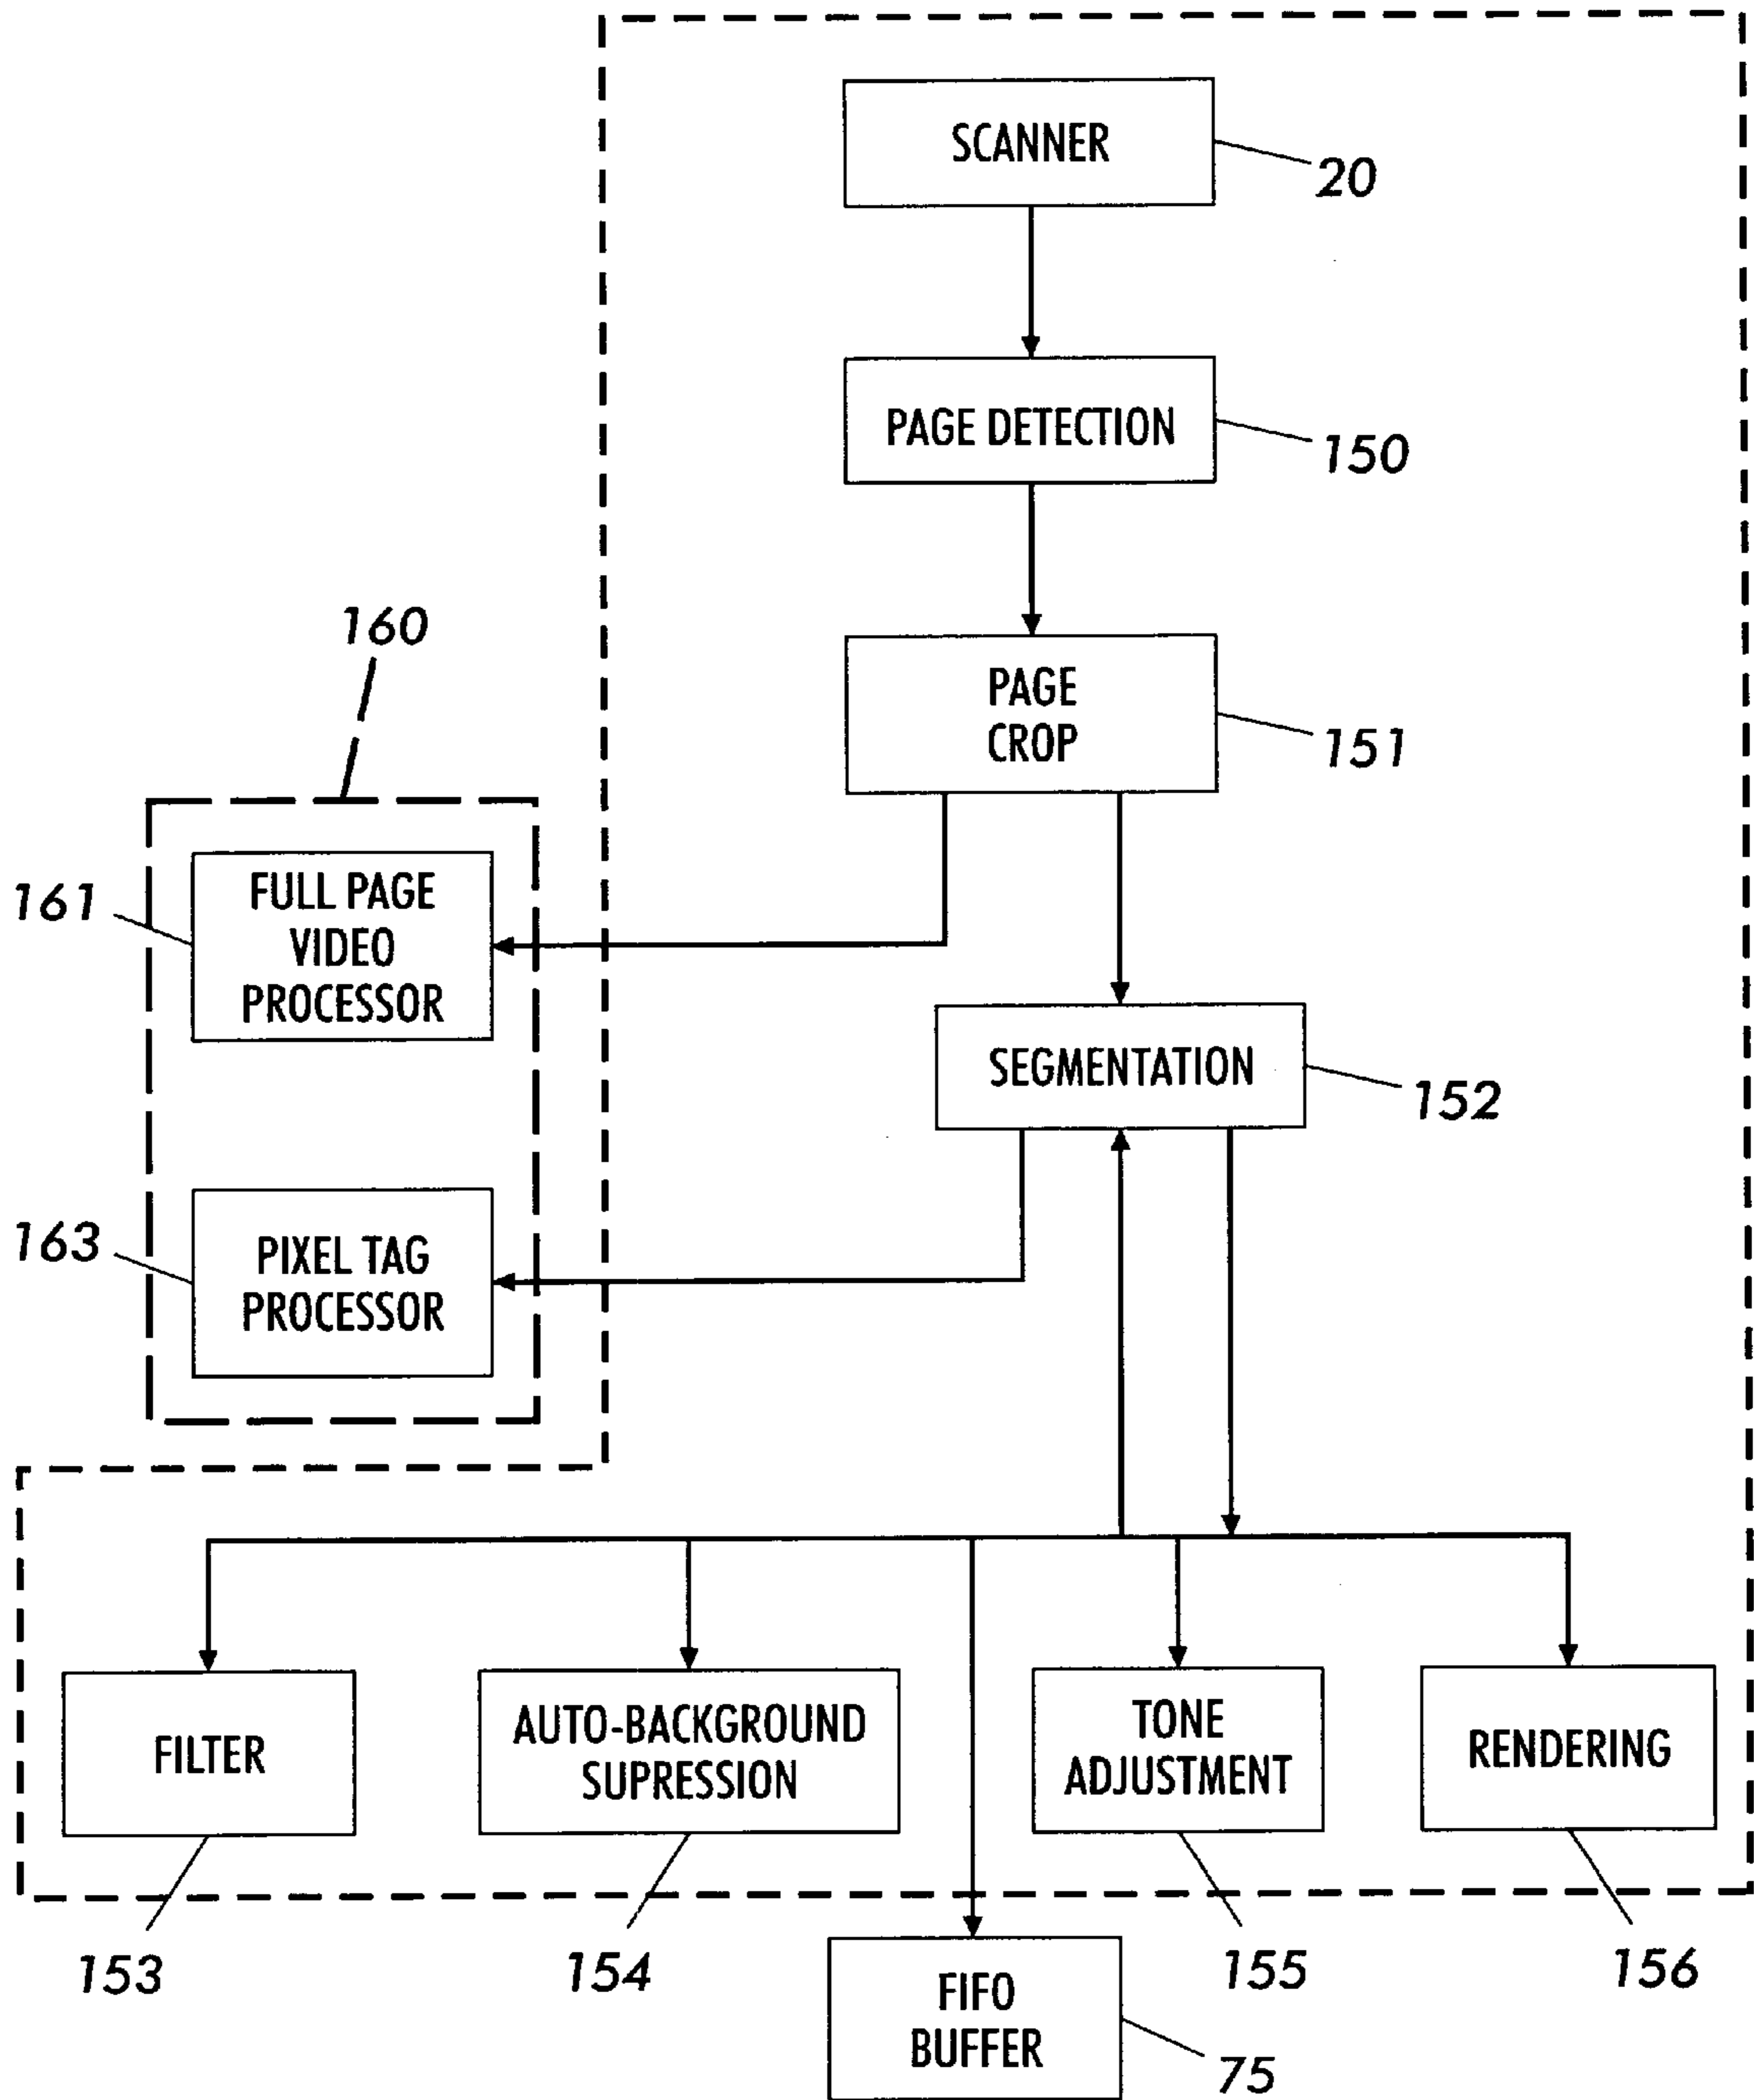 SCANNER
20
PAGE DETECTION
150
160
PAGE
CROP
151
161
FULL PAGE
VIDEO
PROCESSOR
SEGMENTATION
152
163
PIXEL TAG
PROCESSOR
FILTER
AUTO-BACKGROUND
SUPRESSION
TONE
ADJUSTMENT
RENDERING
153
154
155
156
FIFO
BUFFER
75